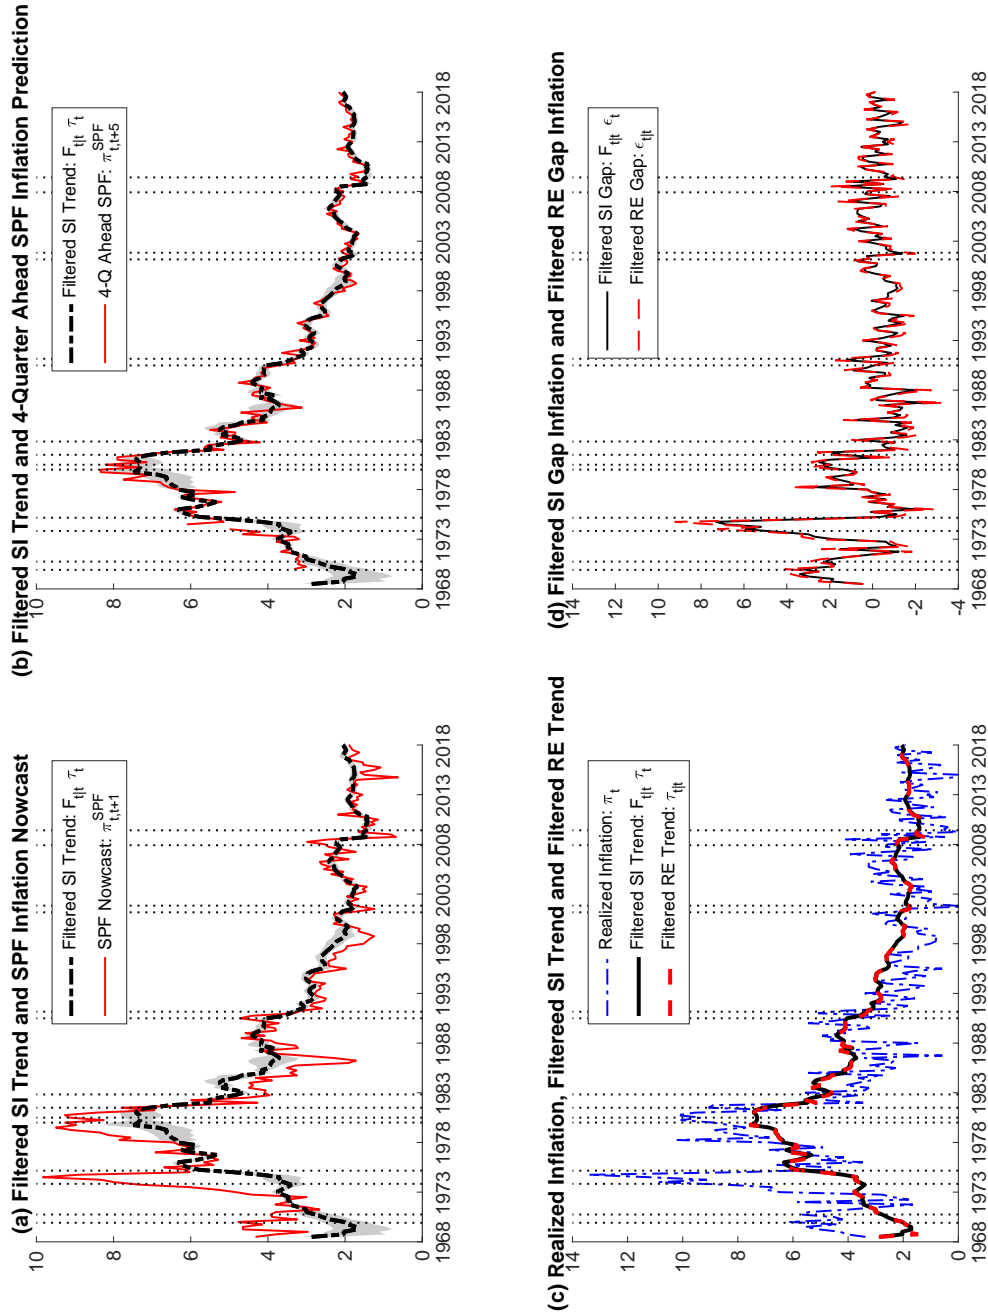 (a) Filtered SI Trend and SPF Inflation Nowcast
Filtered SI Trend: F_{t|t} τ_t
SPF Nowcast: π^{SPF}_{t,t+1}
10
8
6
4
2
0
1968 1973 1978 1983 1988 1993 1998 2003 2008 2013 2018
(b) Filtered SI Trend and 4-Quarter Ahead SPF Inflation Prediction
Filtered SI Trend: F_{t|t} τ_t
4-Q Ahead SPF: π^{SPF}_{t,t+5}
10
8
6
4
2
0
1968 1973 1978 1983 1988 1993 1998 2003 2008 2013 2018
(c) Realized Inflation, Filtereed SI Trend and Filtered RE Trend
Realized Inflation: π_t
Filtered SI Trend: F_{t|t} τ_t
Filtered RE Trend: τ_{t|t}
14
12
10
8
6
4
2
0
1968 1973 1978 1983 1988 1993 1998 2003 2008 2013 2018
(d) Filtered SI Gap Inflation and Filtered RE Gap Inflation
Filtered SI Gap: F_{t|t} ϵ_t
Filtered RE Gap: ϵ_{t|t}
14
12
10
8
6
4
2
0
-2
-4
1968 1973 1978 1983 1988 1993 1998 2003 2008 2013 2018